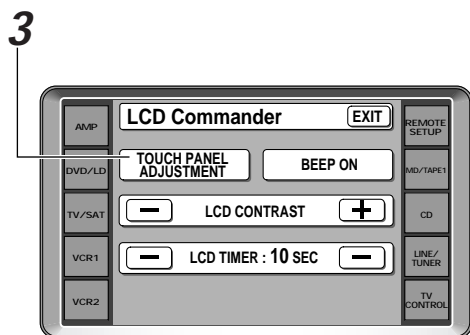 3
AMP
DVD/LD
TV/SAT
VCR1
VCR2
LCD Commander
EXIT
TOUCH PANEL
ADJUSTMENT
BEEP ON
− LCD CONTRAST +
− LCD TIMER : 10 SEC −
REMOTE
SETUP
MD/TAPE1
CD
LINE/
TUNER
TV
CONTROL